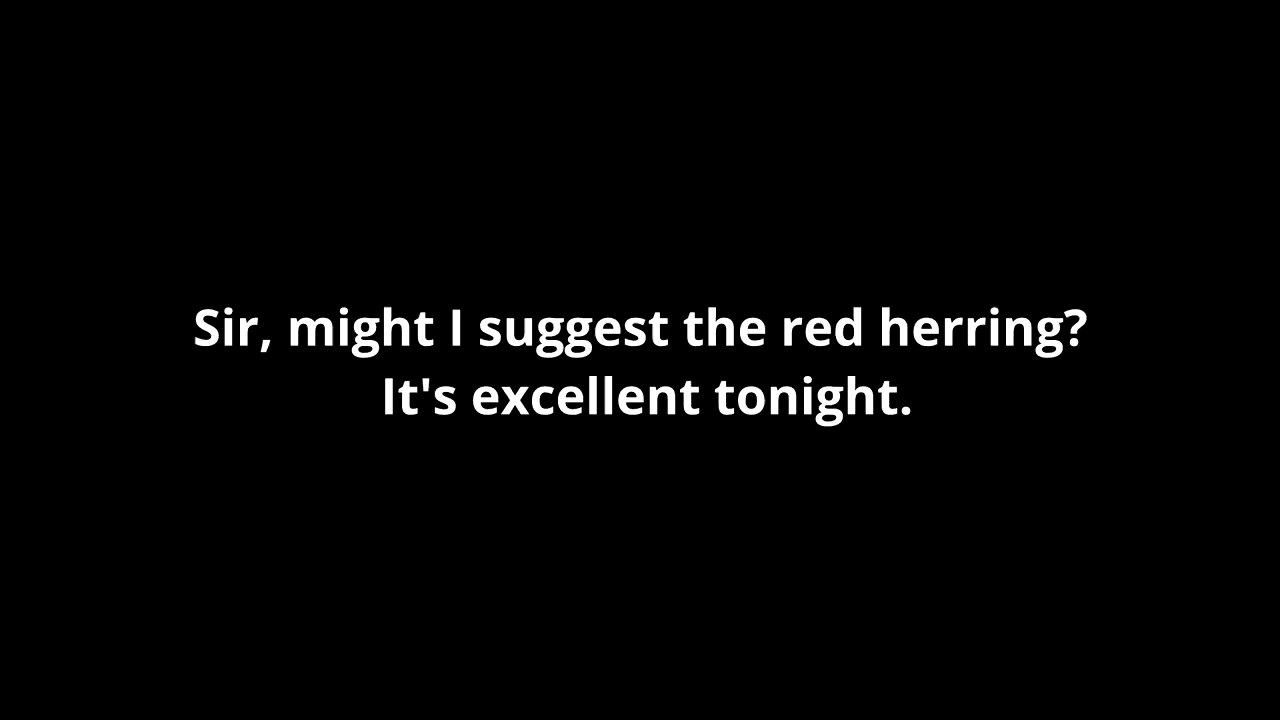 Sir, might I suggest the red herring?
It's excellent tonight.